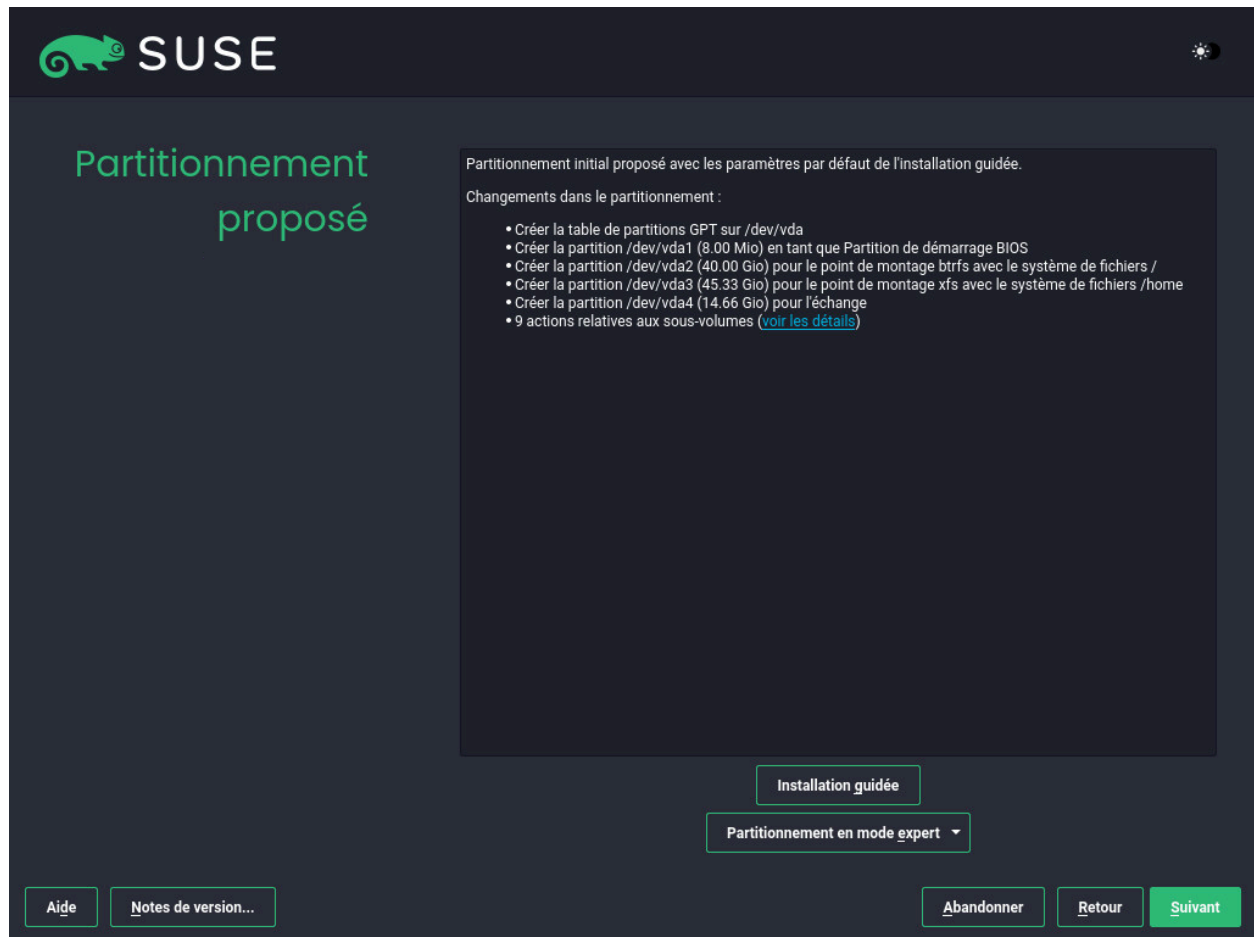 SUSE
Partitionnement
proposé
Partitionnement initial proposé avec les paramètres par défaut de l'installation guidée.
Changements dans le partitionnement :
• Créer la table de partitions GPT sur /dev/vda
• Créer la partition /dev/vda1 (8.00 Mio) en tant que Partition de démarrage BIOS
• Créer la partition /dev/vda2 (40.00 Gio) pour le point de montage btrfs avec le système de fichiers /
• Créer la partition /dev/vda3 (45.33 Gio) pour le point de montage xfs avec le système de fichiers /home
• Créer la partition /dev/vda4 (14.66 Gio) pour l'échange
• 9 actions relatives aux sous-volumes (voir les détails)
Installation guidée
Partitionnement en mode expert
Aide
Notes de version...
Abandonner
Retour
Suivant